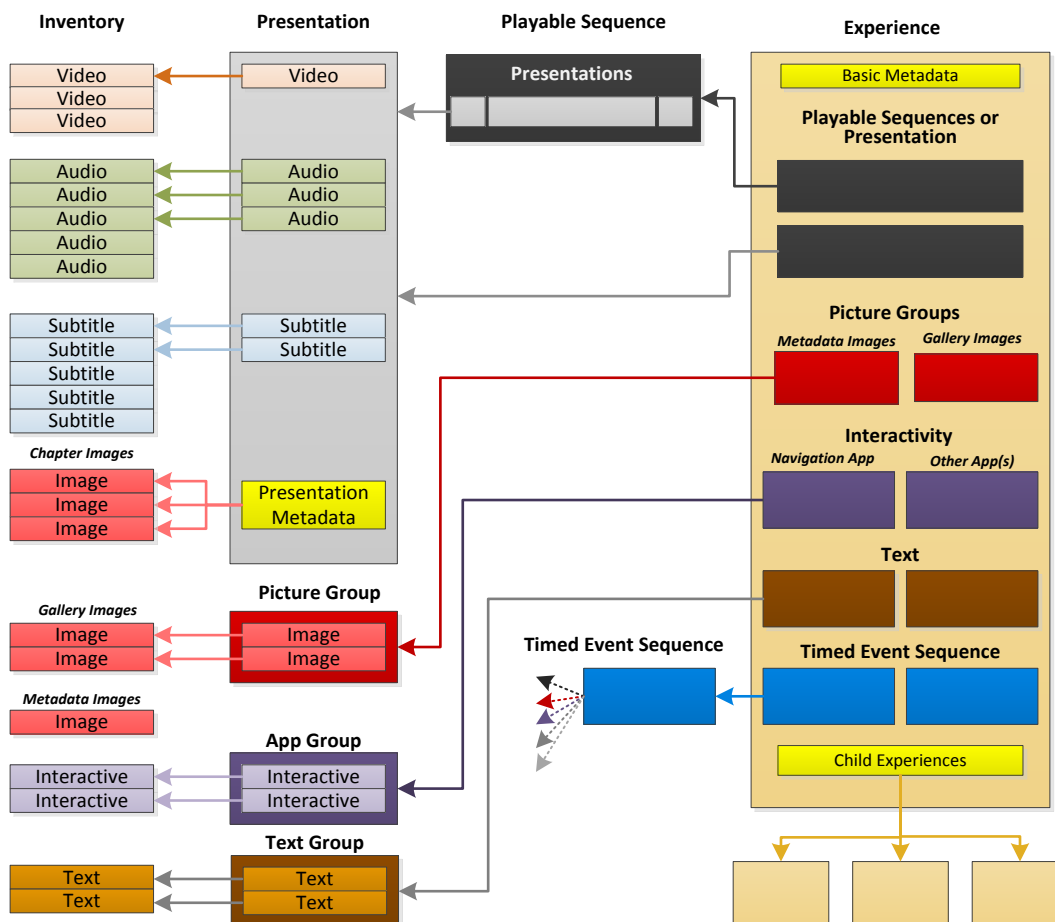 Inventory
Presentation
Playable Sequence
Experience
Video
Video
Video
Audio
Audio
Audio
Audio
Audio
Subtitle
Subtitle
Subtitle
Subtitle
Subtitle
Chapter Images
Image
Image
Image
Gallery Images
Image
Image
Metadata Images
Image
Interactive
Interactive
Text
Text
Video
Audio
Audio
Audio
Subtitle
Subtitle
Presentation
Metadata
Picture Group
Image
Image
App Group
Interactive
Interactive
Text Group
Text
Text
Presentations
Timed Event Sequence
Basic Metadata
Playable Sequences or
Presentation
Picture Groups
Metadata Images
Gallery Images
Interactivity
Navigation App
Other App(s)
Text
Timed Event Sequence
Child Experiences